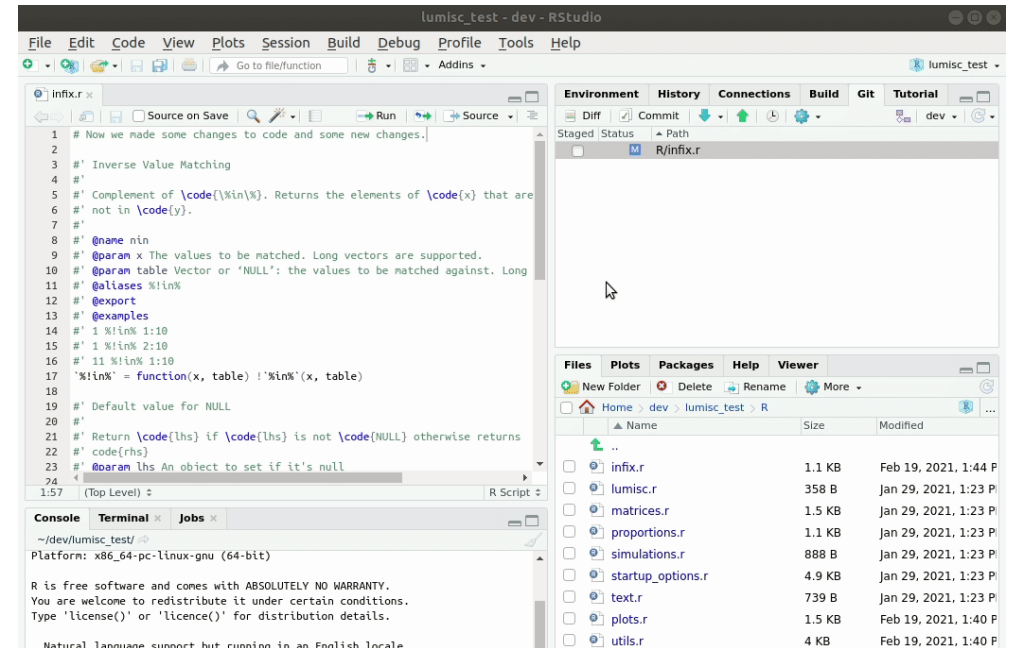 lumisc_test - dev - RStudio
File Edit Code View Plots Session Build Debug Profile Tools Help
Go to file/function Addins lumisc_test
infix.r
Source on Save Run Source
1 # Now we made some changes to code and some new changes.
2
3 #' Inverse Value Matching
4 #'
5 #' Complement of \code{\%in\%}. Returns the elements of \code{x} that are
6 #' not in \code{y}.
7 #'
8 #' @name nin
9 #' @param x The values to be matched. Long vectors are supported.
10 #' @param table Vector or ‘NULL’: the values to be matched against. Long
11 #' @aliases %!in%
12 #' @export
13 #' @examples
14 #' 1 %!in% 1:10
15 #' 1 %!in% 2:10
16 #' 11 %!in% 1:10
17 `%!in%` = function(x, table) !`%in%`(x, table)
18
19 #' Default value for NULL
20 #'
21 #' Return \code{lhs} if \code{lhs} is not \code{NULL} otherwise returns
22 #' code{rhs}
23 #' @param lhs An object to set if it's null
24
1:57 (Top Level) R Script
Console Terminal Jobs
~/dev/lumisc_test/
Platform: x86_64-pc-linux-gnu (64-bit)
R is free software and comes with ABSOLUTELY NO WARRANTY.
You are welcome to redistribute it under certain conditions.
Type 'license()' or 'licence()' for distribution details.
Natural language support but running in an English locale
Environment History Connections Build Git Tutorial
Diff Commit dev
Staged Status Path
M R/infix.r
Files Plots Packages Help Viewer
New Folder Delete Rename More
Home dev lumisc_test R ...
Name Size Modified
..
infix.r 1.1 KB Feb 19, 2021, 1:44 P
lumisc.r 358 B Jan 29, 2021, 1:23 P
matrices.r 1.5 KB Jan 29, 2021, 1:23 P
proportions.r 1.1 KB Jan 29, 2021, 1:23 P
simulations.r 888 B Jan 29, 2021, 1:23 P
startup_options.r 4.9 KB Jan 29, 2021, 1:23 P
text.r 739 B Jan 29, 2021, 1:23 P
plots.r 1.5 KB Feb 19, 2021, 1:40 P
utils.r 4 KB Feb 19, 2021, 1:40 P